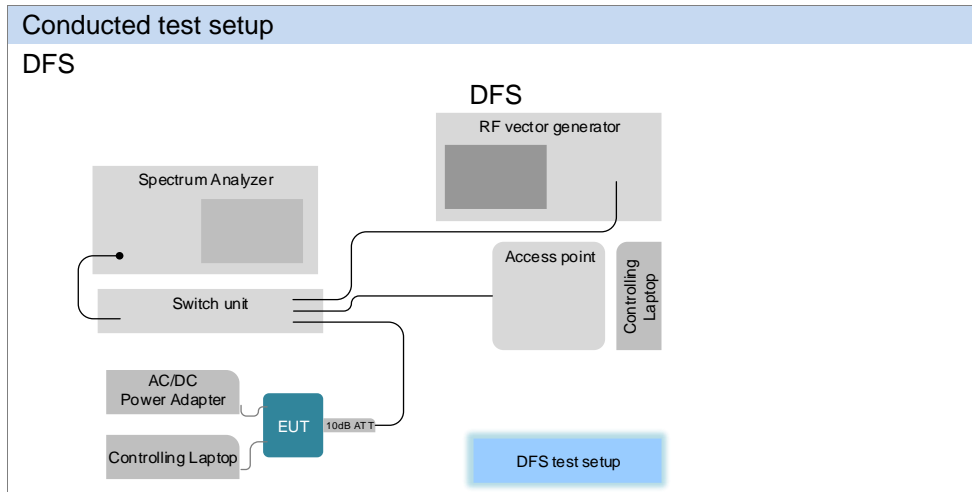 Conducted test setup
DFS
DFS
RF vector generator
Spectrum Analyzer
Access point
Controlling
Laptop
Switch unit
AC/DC
Power Adapter
EUT
10dB ATT
Controlling Laptop
DFS test setup